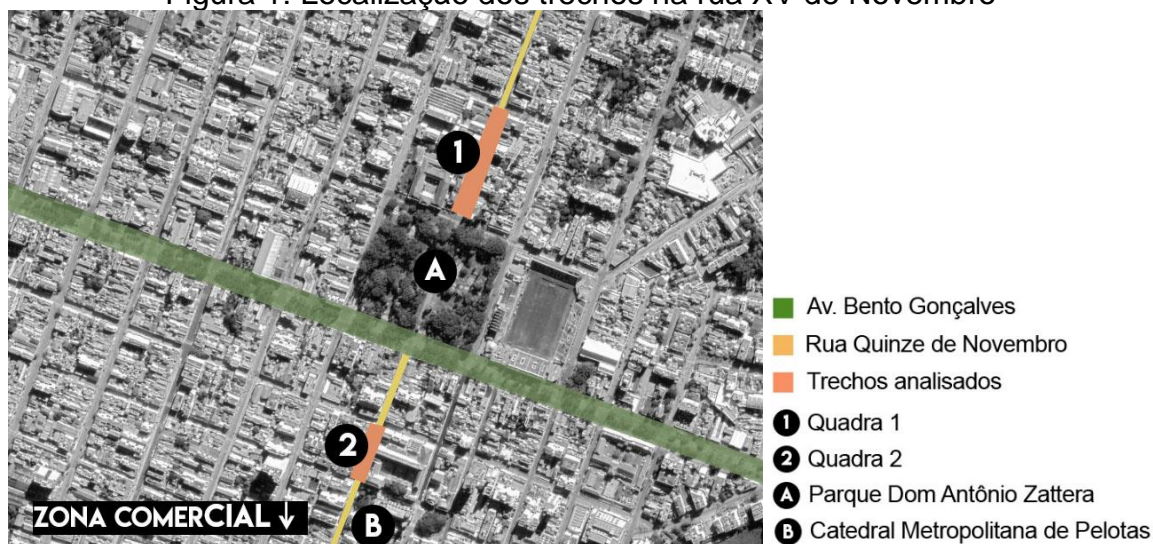 Figura 1: Localização dos trechos na rua XV de Novembro
1
A
2
B
ZONA COMERCIAL ↓
Av. Bento Gonçalves
Rua Quinze de Novembro
Trechos analisados
1 Quadra 1
2 Quadra 2
A Parque Dom Antônio Zattera
B Catedral Metropolitana de Pelotas